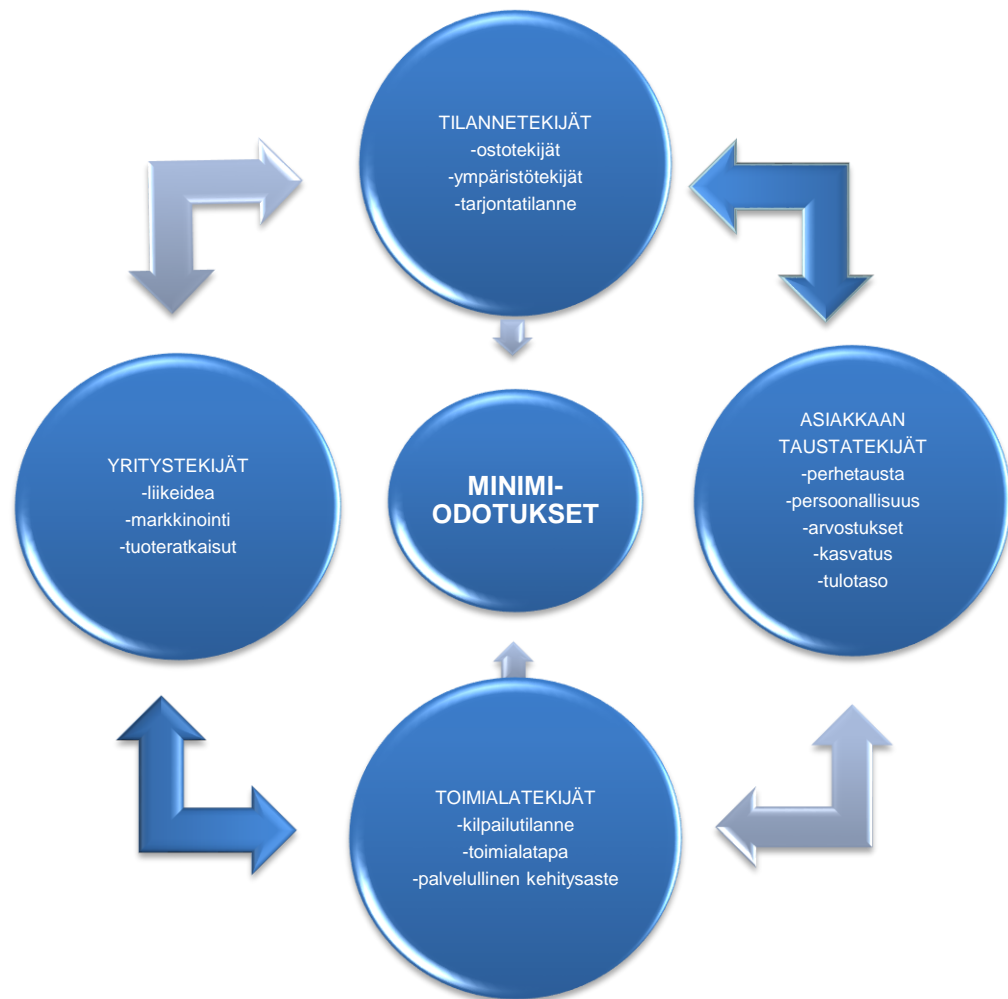 TILANNETEKIJÄT
-ostotekijät
-ympäristötekijät
-tarjontatilanne
YRITYSTEKIJÄT
-liikeidea
-markkinointi
-tuoteratkaisut
MINIMI-
ODOTUKSET
ASIAKKAAN
TAUSTATEKIJÄT
-perhetausta
-persoonallisuus
-arvostukset
-kasvatus
-tulotaso
TOIMIALATEKIJÄT
-kilpailutilanne
-toimialatapa
-palvelullinen kehitysaste